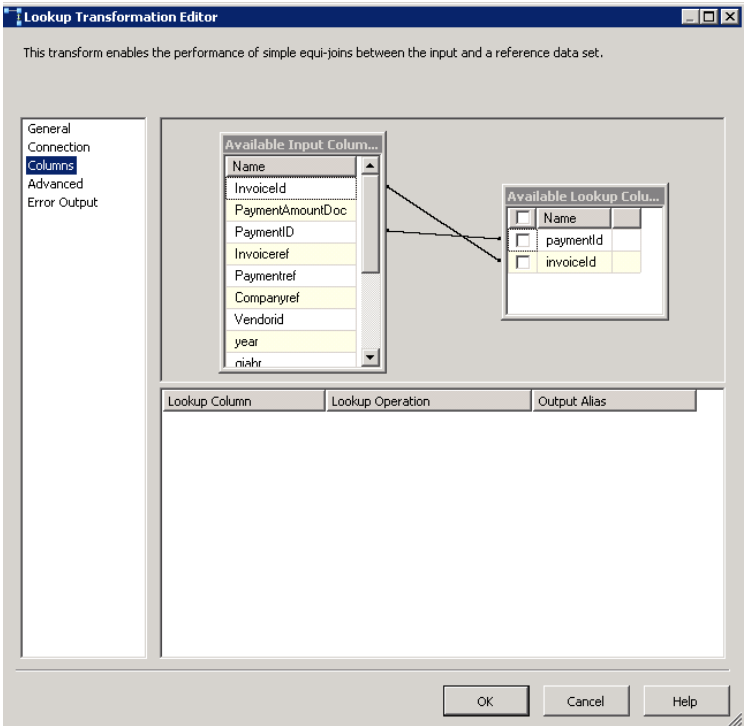 Lookup Transformation Editor
This transform enables the performance of simple equi-joins between the input and a reference data set.
General
Connection
Columns
Advanced
Error Output
Available Input Colum...
Name
InvoiceId
PaymentAmountDoc
PaymentID
Invoiceref
Paymentref
Companyref
Vendorid
year
Available Lookup Colu...
Name
paymentId
invoiceId
Lookup Column Lookup Operation Output Alias
OK Cancel Help